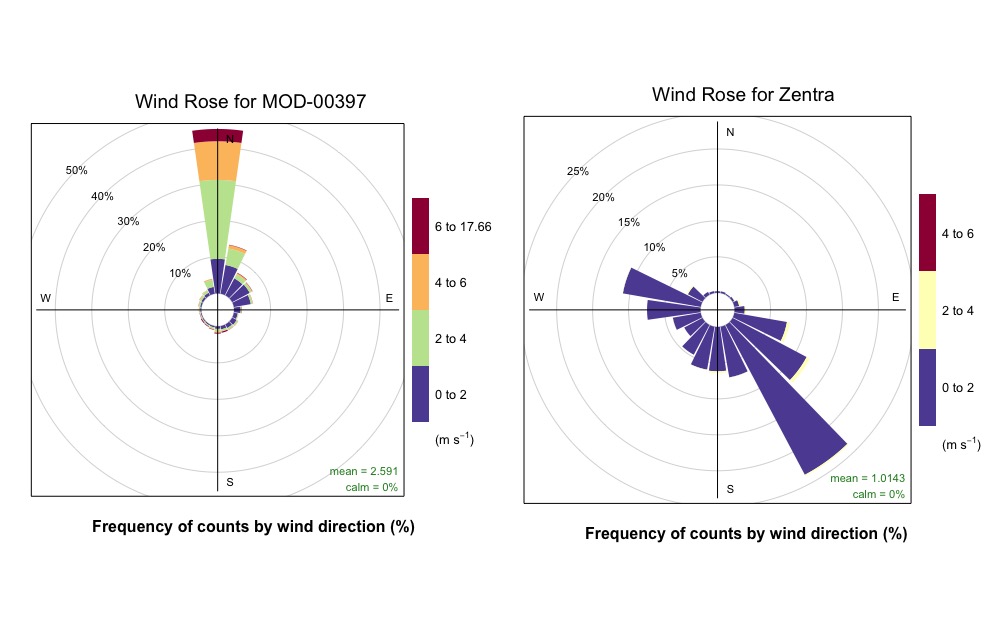 Wind Rose for MOD-00397
N
50%
40%
30%
20%
10%
W
E
S
mean = 2.591
calm = 0%
6 to 17.66
4 to 6
2 to 4
0 to 2
(m s⁻¹)
Frequency of counts by wind direction (%)
Wind Rose for Zentra
N
25%
20%
15%
10%
5%
W
E
S
mean = 1.0143
calm = 0%
4 to 6
2 to 4
0 to 2
(m s⁻¹)
Frequency of counts by wind direction (%)